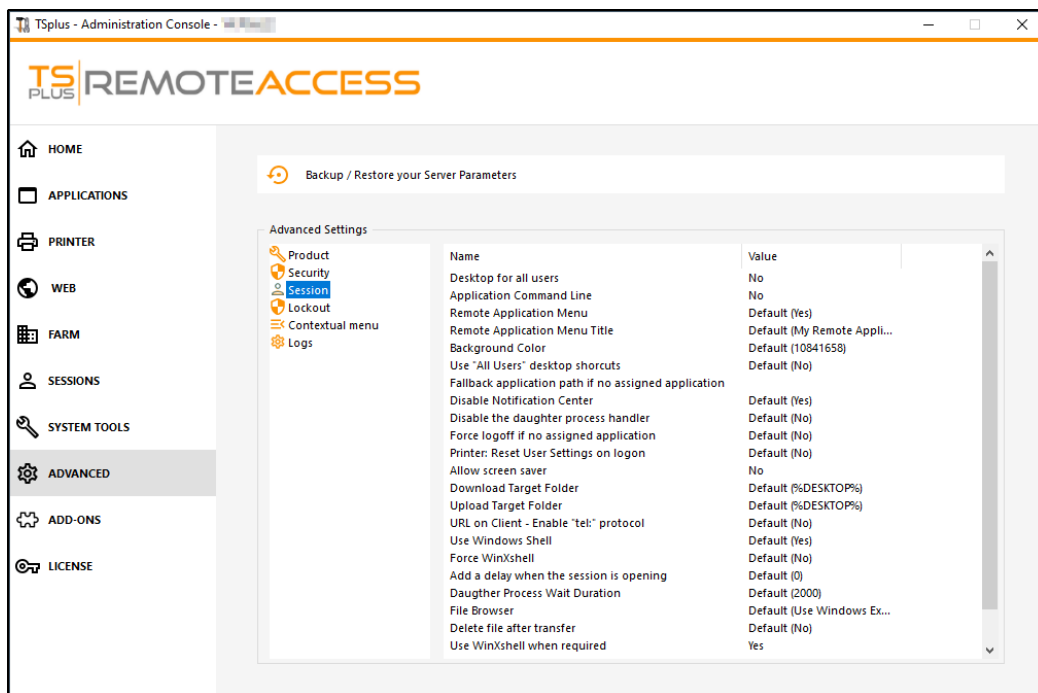 TSplus - Administration Console -
TS PLUS REMOTEACCESS
HOME
APPLICATIONS
PRINTER
WEB
FARM
SESSIONS
SYSTEM TOOLS
ADVANCED
ADD-ONS
LICENSE
Backup / Restore your Server Parameters
Advanced Settings
Product
Security
Session
Lockout
Contextual menu
Logs
Name Value
Desktop for all users No
Application Command Line No
Remote Application Menu Default (Yes)
Remote Application Menu Title Default (My Remote Appli...
Background Color Default (10841658)
Use "All Users" desktop shorcuts Default (No)
Fallback application path if no assigned application
Disable Notification Center Default (Yes)
Disable the daughter process handler Default (No)
Force logoff if no assigned application Default (No)
Printer: Reset User Settings on logon Default (No)
Allow screen saver No
Download Target Folder Default (%DESKTOP%)
Upload Target Folder Default (%DESKTOP%)
URL on Client - Enable "tel:" protocol Default (No)
Use Windows Shell Default (Yes)
Force WinXshell Default (No)
Add a delay when the session is opening Default (0)
Daugther Process Wait Duration Default (2000)
File Browser Default (Use Windows Ex...
Delete file after transfer Default (No)
Use WinXshell when required Yes